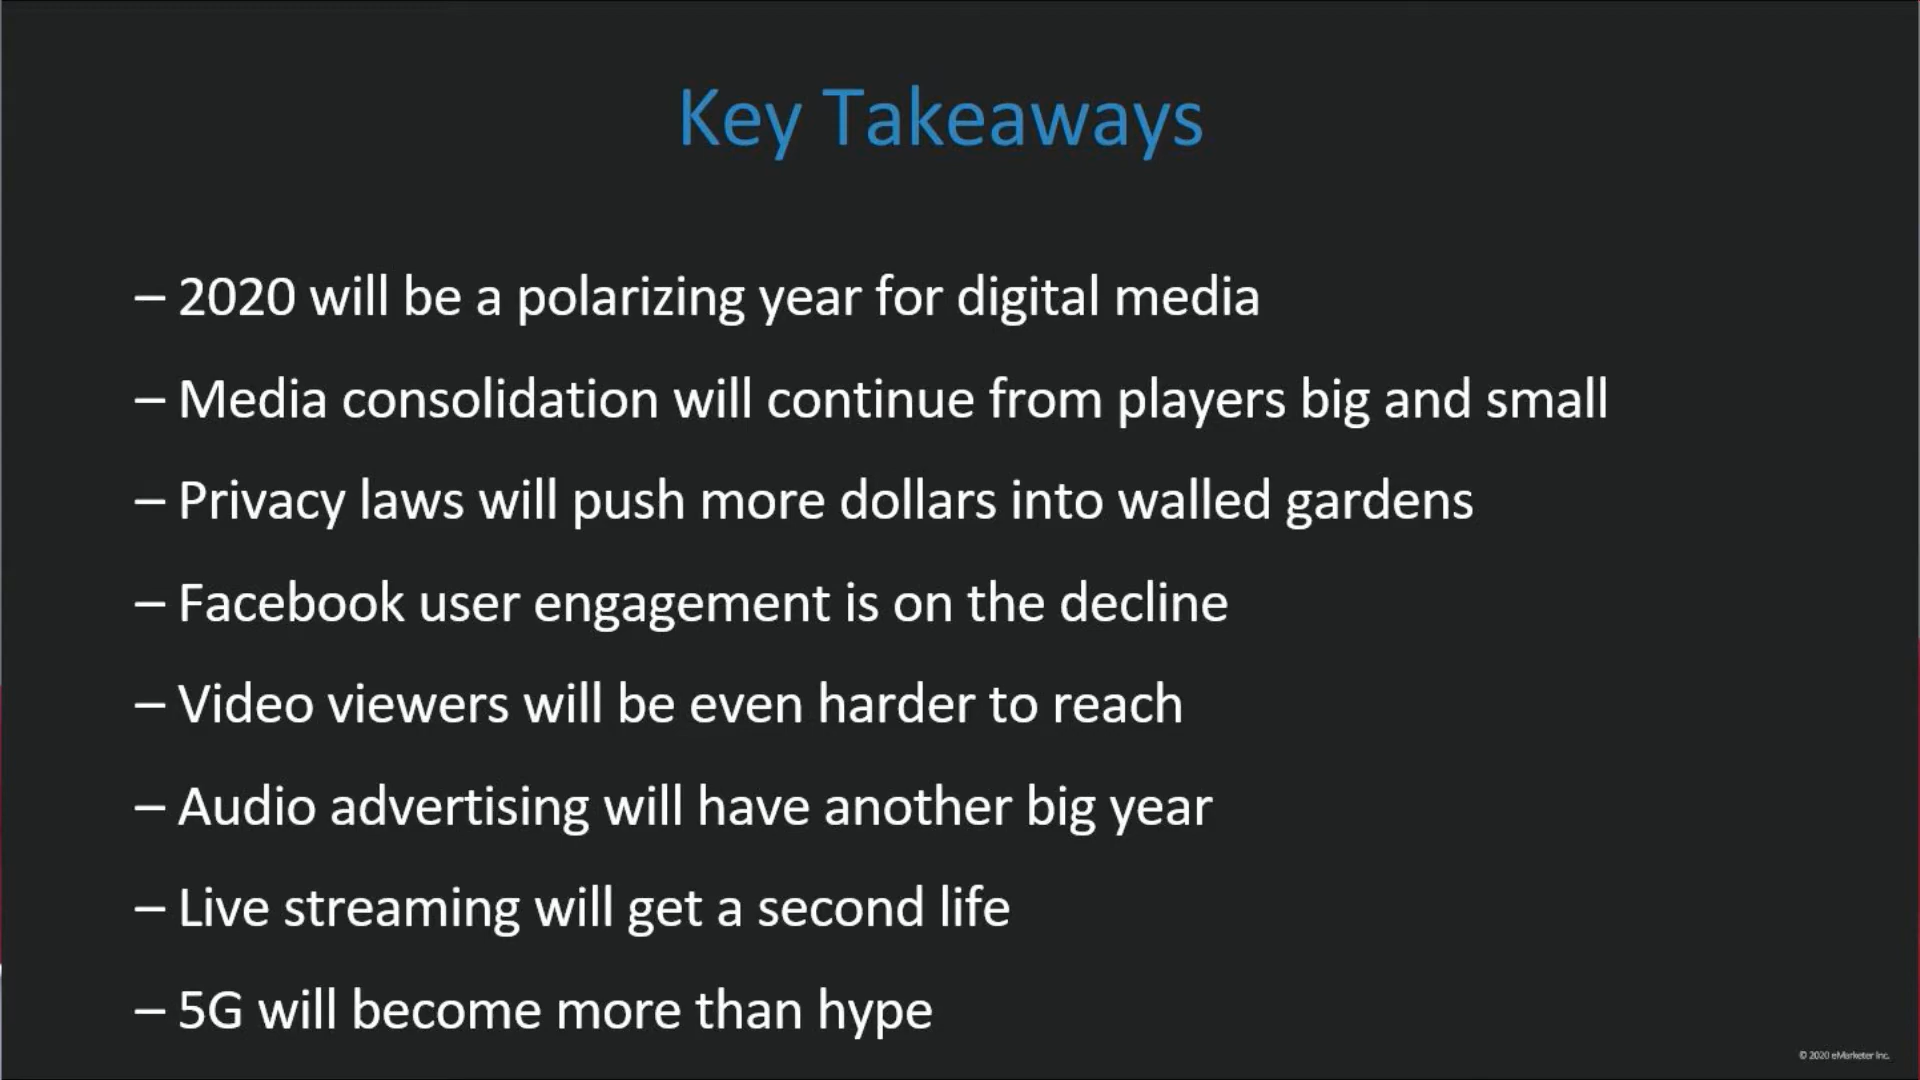 Key Takeaways
– 2020 will be a polarizing year for digital media
– Media consolidation will continue from players big and small
– Privacy laws will push more dollars into walled gardens
– Facebook user engagement is on the decline
– Video viewers will be even harder to reach
– Audio advertising will have another big year
– Live streaming will get a second life
– 5G will become more than hype
© 2020 eMarketer Inc.